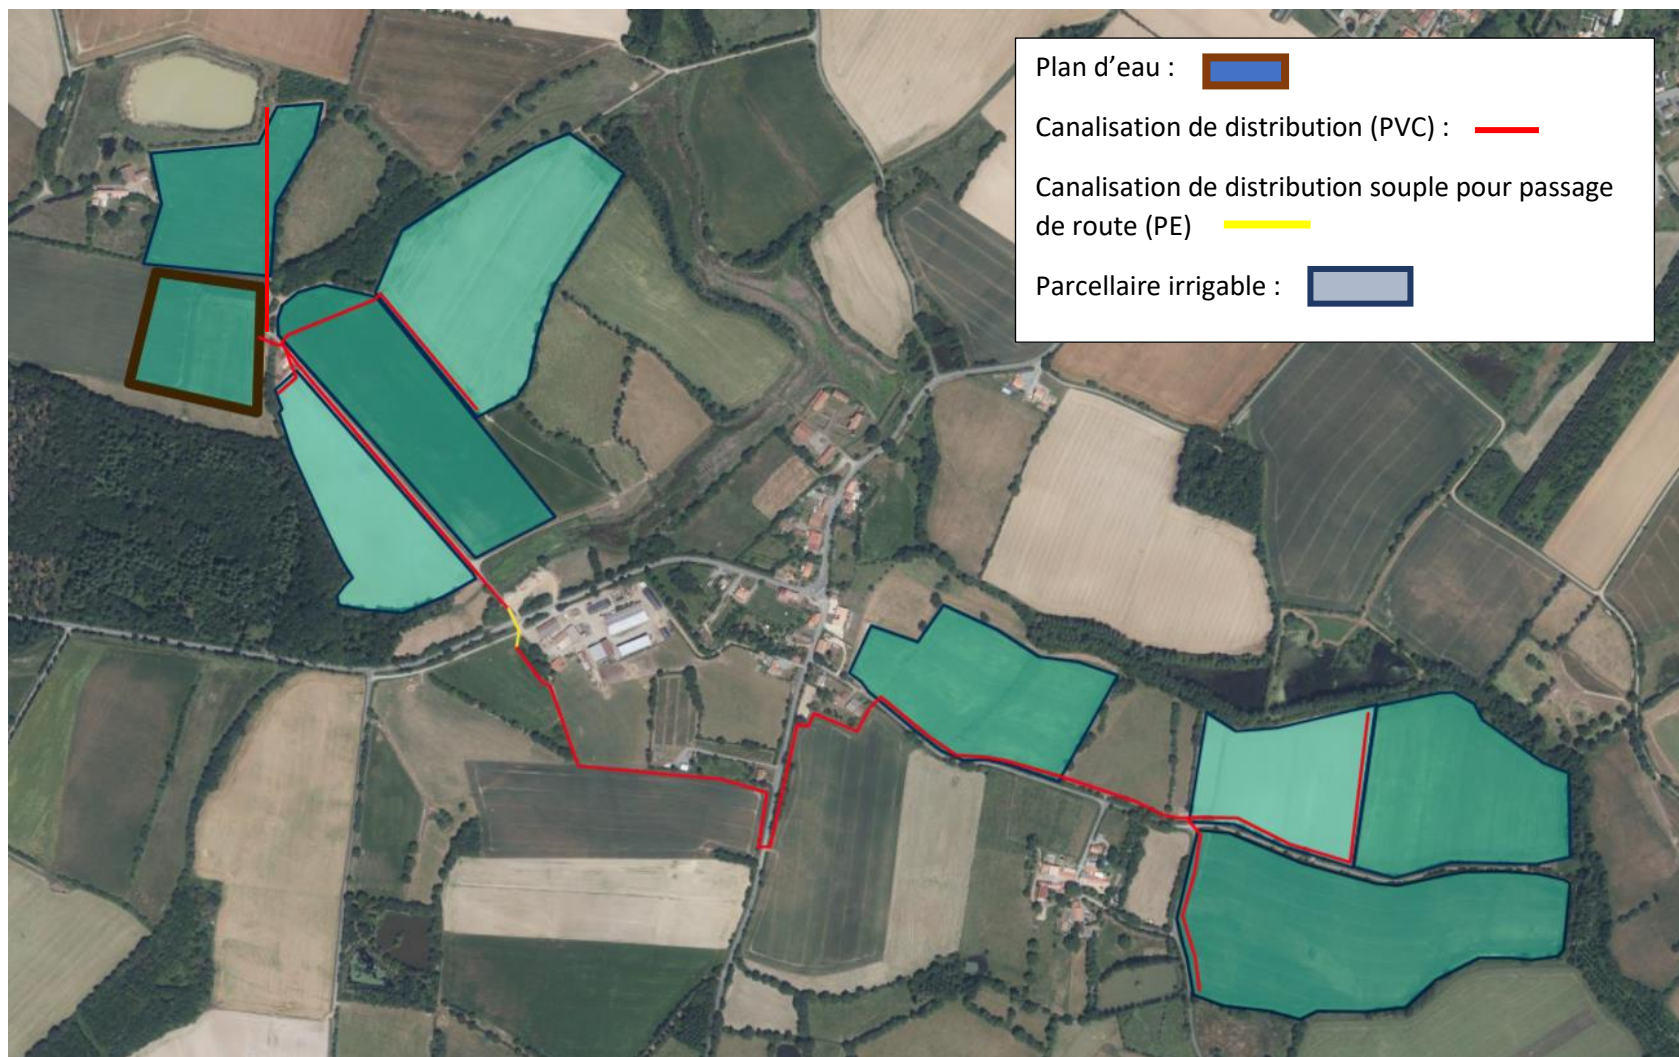 Plan d’eau :
Canalisation de distribution (PVC) :
Canalisation de distribution souple pour passage
de route (PE)
Parcellaire irrigable :